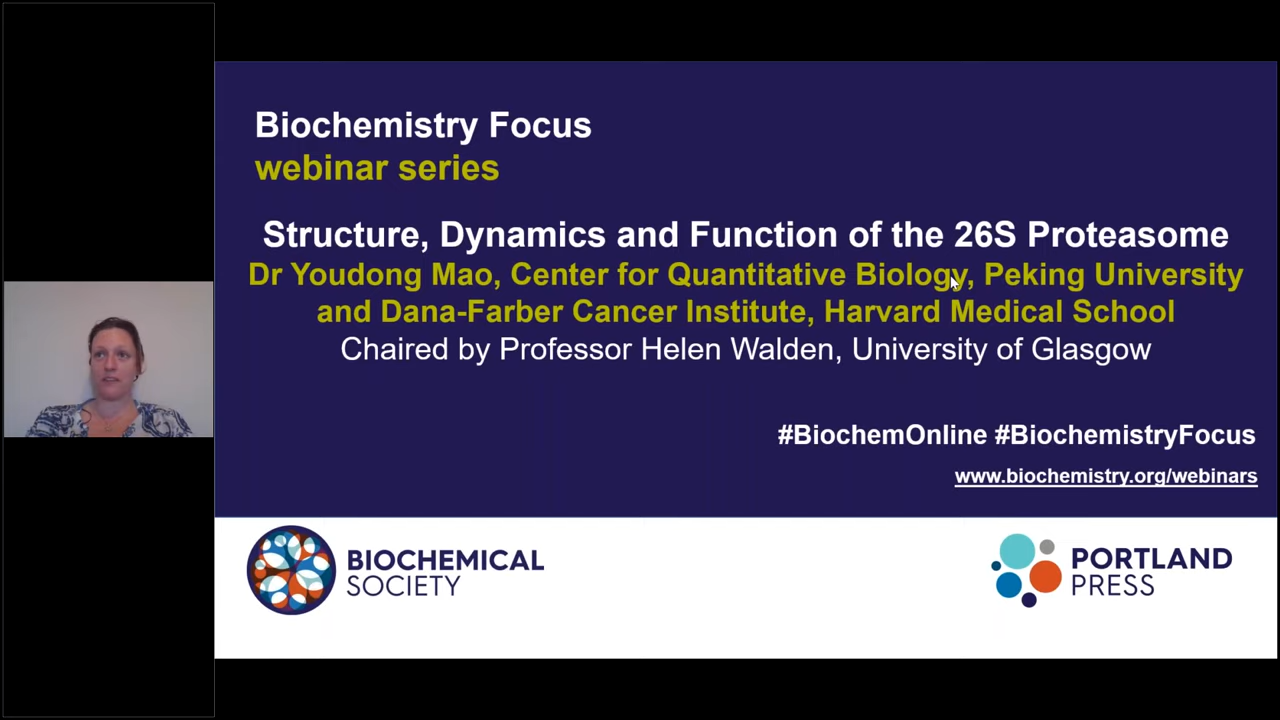 Biochemistry Focus
webinar series
Structure, Dynamics and Function of the 26S Proteasome
Dr Youdong Mao, Center for Quantitative Biology, Peking University
and Dana-Farber Cancer Institute, Harvard Medical School
Chaired by Professor Helen Walden, University of Glasgow
#BiochemOnline #BiochemistryFocus
www.biochemistry.org/webinars
BIOCHEMICAL
SOCIETY
PORTLAND
PRESS